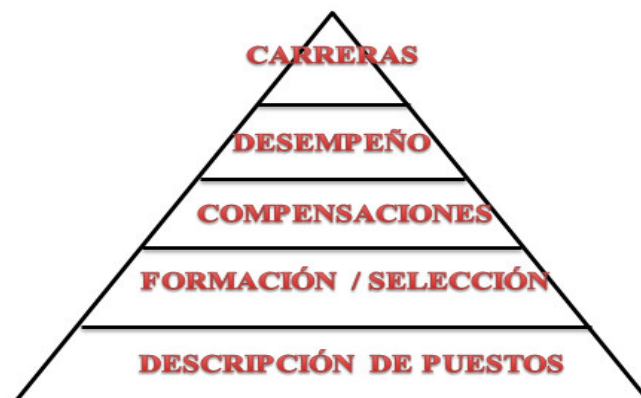 CARRERAS
DESEMPEÑO
COMPENSACIONES
FORMACIÓN / SELECCIÓN
DESCRIPCIÓN DE PUESTOS